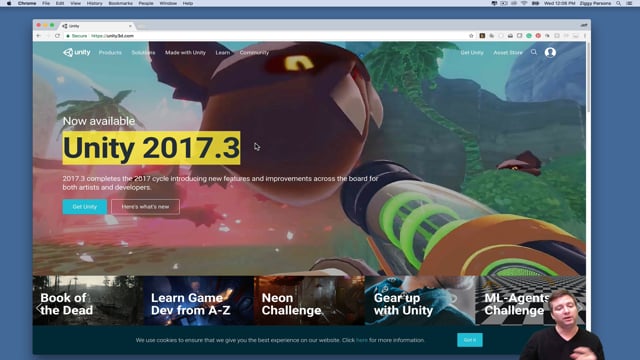 Chrome File Edit View History Bookmarks People Window Help
Wed 12:08 PM Ziggy Parsons
Unity
Secure https://unity3d.com
unity Products Solutions Made with Unity Learn Community Get Unity Asset Store
Now available
Unity 2017.3
2017.3 completes the 2017 cycle introducing new features and improvements across the board for
both artists and developers.
Get Unity Here's what's new
Book of
the Dead
Learn Game
Dev from A-Z
Neon
Challenge
Gear up
with Unity
ML-Agents
Challenge
We use cookies to ensure that we give you the best experience on our website. Click here for more information.
Got it